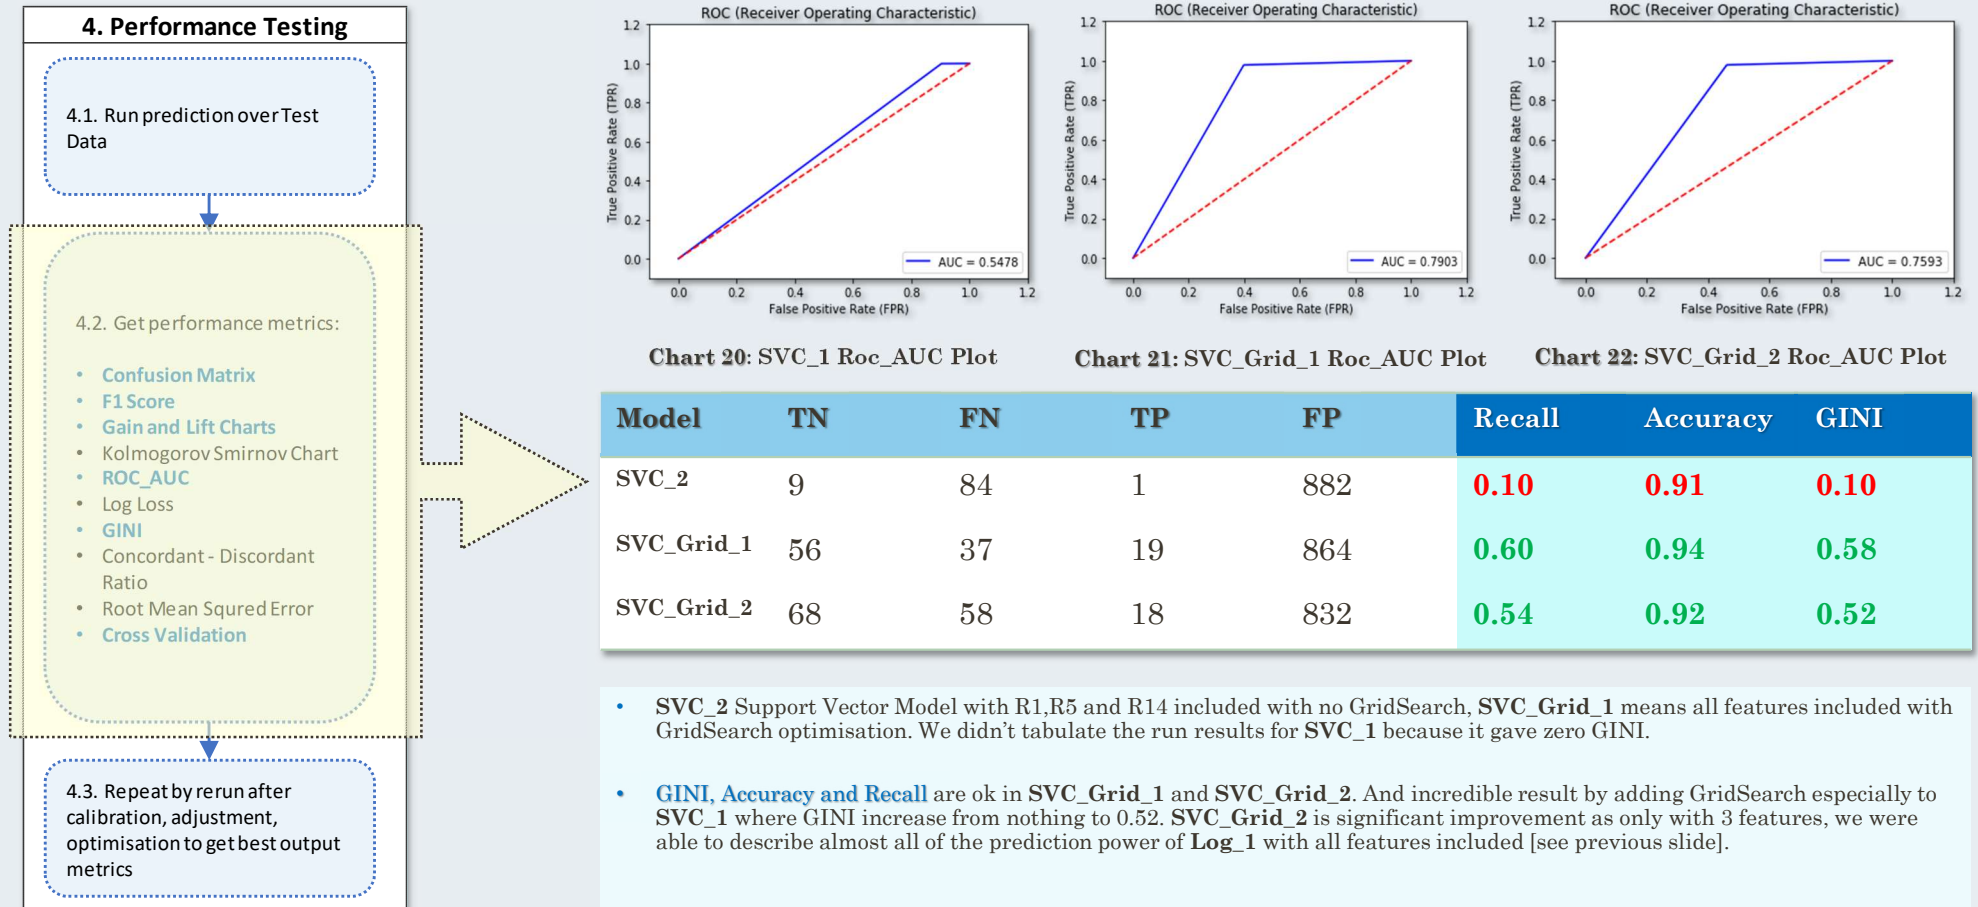 4. Performance Testing
4.1. Run prediction over Test
Data
4.2. Get performance metrics:
• Confusion Matrix
• F1 Score
• Gain and Lift Charts
• Kolmogorov Smirnov Chart
• ROC_AUC
• Log Loss
• GINI
• Concordant - Discordant
Ratio
• Root Mean Squred Error
• Cross Validation
4.3. Repeat by rerun after
calibration, adjustment,
optimisation to get best output
metrics
ROC (Receiver Operating Characteristic)
1.2
1.0
0.8
0.6
0.4
0.2
0.0
True Positive Rate (TPR)
AUC = 0.5478
0.0 0.2 0.4 0.6 0.8 1.0 1.2
False Positive Rate (FPR)
Chart 20: SVC_1 Roc_AUC Plot
ROC (Receiver Operating Characteristic)
1.2
1.0
0.8
0.6
0.4
0.2
0.0
True Positive Rate (TPR)
AUC = 0.7903
0.0 0.2 0.4 0.6 0.8 1.0 1.2
False Positive Rate (FPR)
Chart 21: SVC_Grid_1 Roc_AUC Plot
ROC (Receiver Operating Characteristic)
1.2
1.0
0.8
0.6
0.4
0.2
0.0
True Positive Rate (TPR)
AUC = 0.7593
0.0 0.2 0.4 0.6 0.8 1.0 1.2
False Positive Rate (FPR)
Chart 22: SVC_Grid_2 Roc_AUC Plot
Model TN FN TP FP Recall Accuracy GINI
SVC_2 9 84 1 882 0.10 0.91 0.10
SVC_Grid_1 56 37 19 864 0.60 0.94 0.58
SVC_Grid_2 68 58 18 832 0.54 0.92 0.52
• SVC_2 Support Vector Model with R1,R5 and R14 included with no GridSearch, SVC_Grid_1 means all features included with
GridSearch optimisation. We didn't tabulate the run results for SVC_1 because it gave zero GINI.
• GINI, Accuracy and Recall are ok in SVC_Grid_1 and SVC_Grid_2. And incredible result by adding GridSearch especially to
SVC_1 where GINI increase from nothing to 0.52. SVC_Grid_2 is significant improvement as only with 3 features, we were
able to describe almost all of the prediction power of Log_1 with all features included [see previous slide].